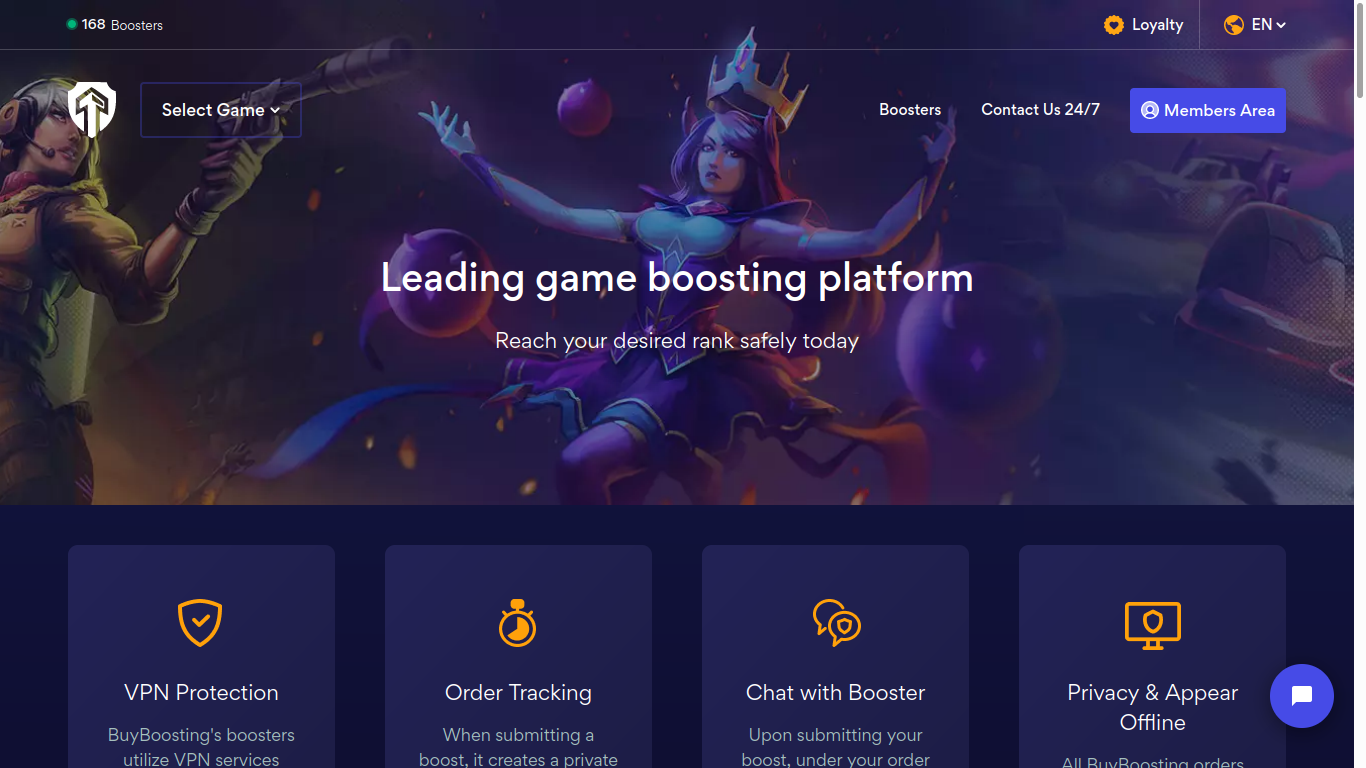 168 Boosters
Loyalty
EN
Select Game
Boosters
Contact Us 24/7
Members Area
Leading game boosting platform
Reach your desired rank safely today
VPN Protection
BuyBoosting's boosters
utilize VPN services
Order Tracking
When submitting a
boost, it creates a private
Chat with Booster
Upon submitting your
boost, under your order
Privacy & Appear
Offline
All BuyBoosting orders